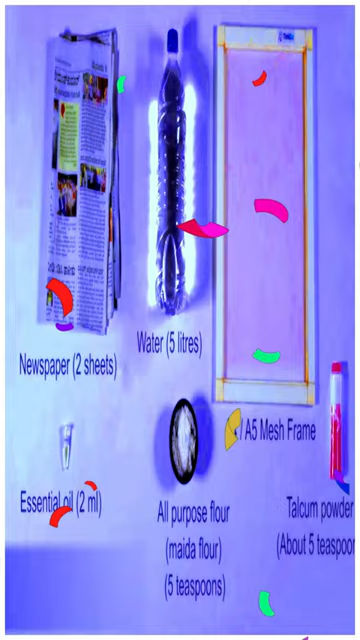 Newspaper (2 sheets)
Water (5 litres)
/ A5 Mesh Frame
Essential oil (2 ml)
All purpose flour
(maida flour)
(5 teaspoons)
Talcum powder
(About 5 teaspoon